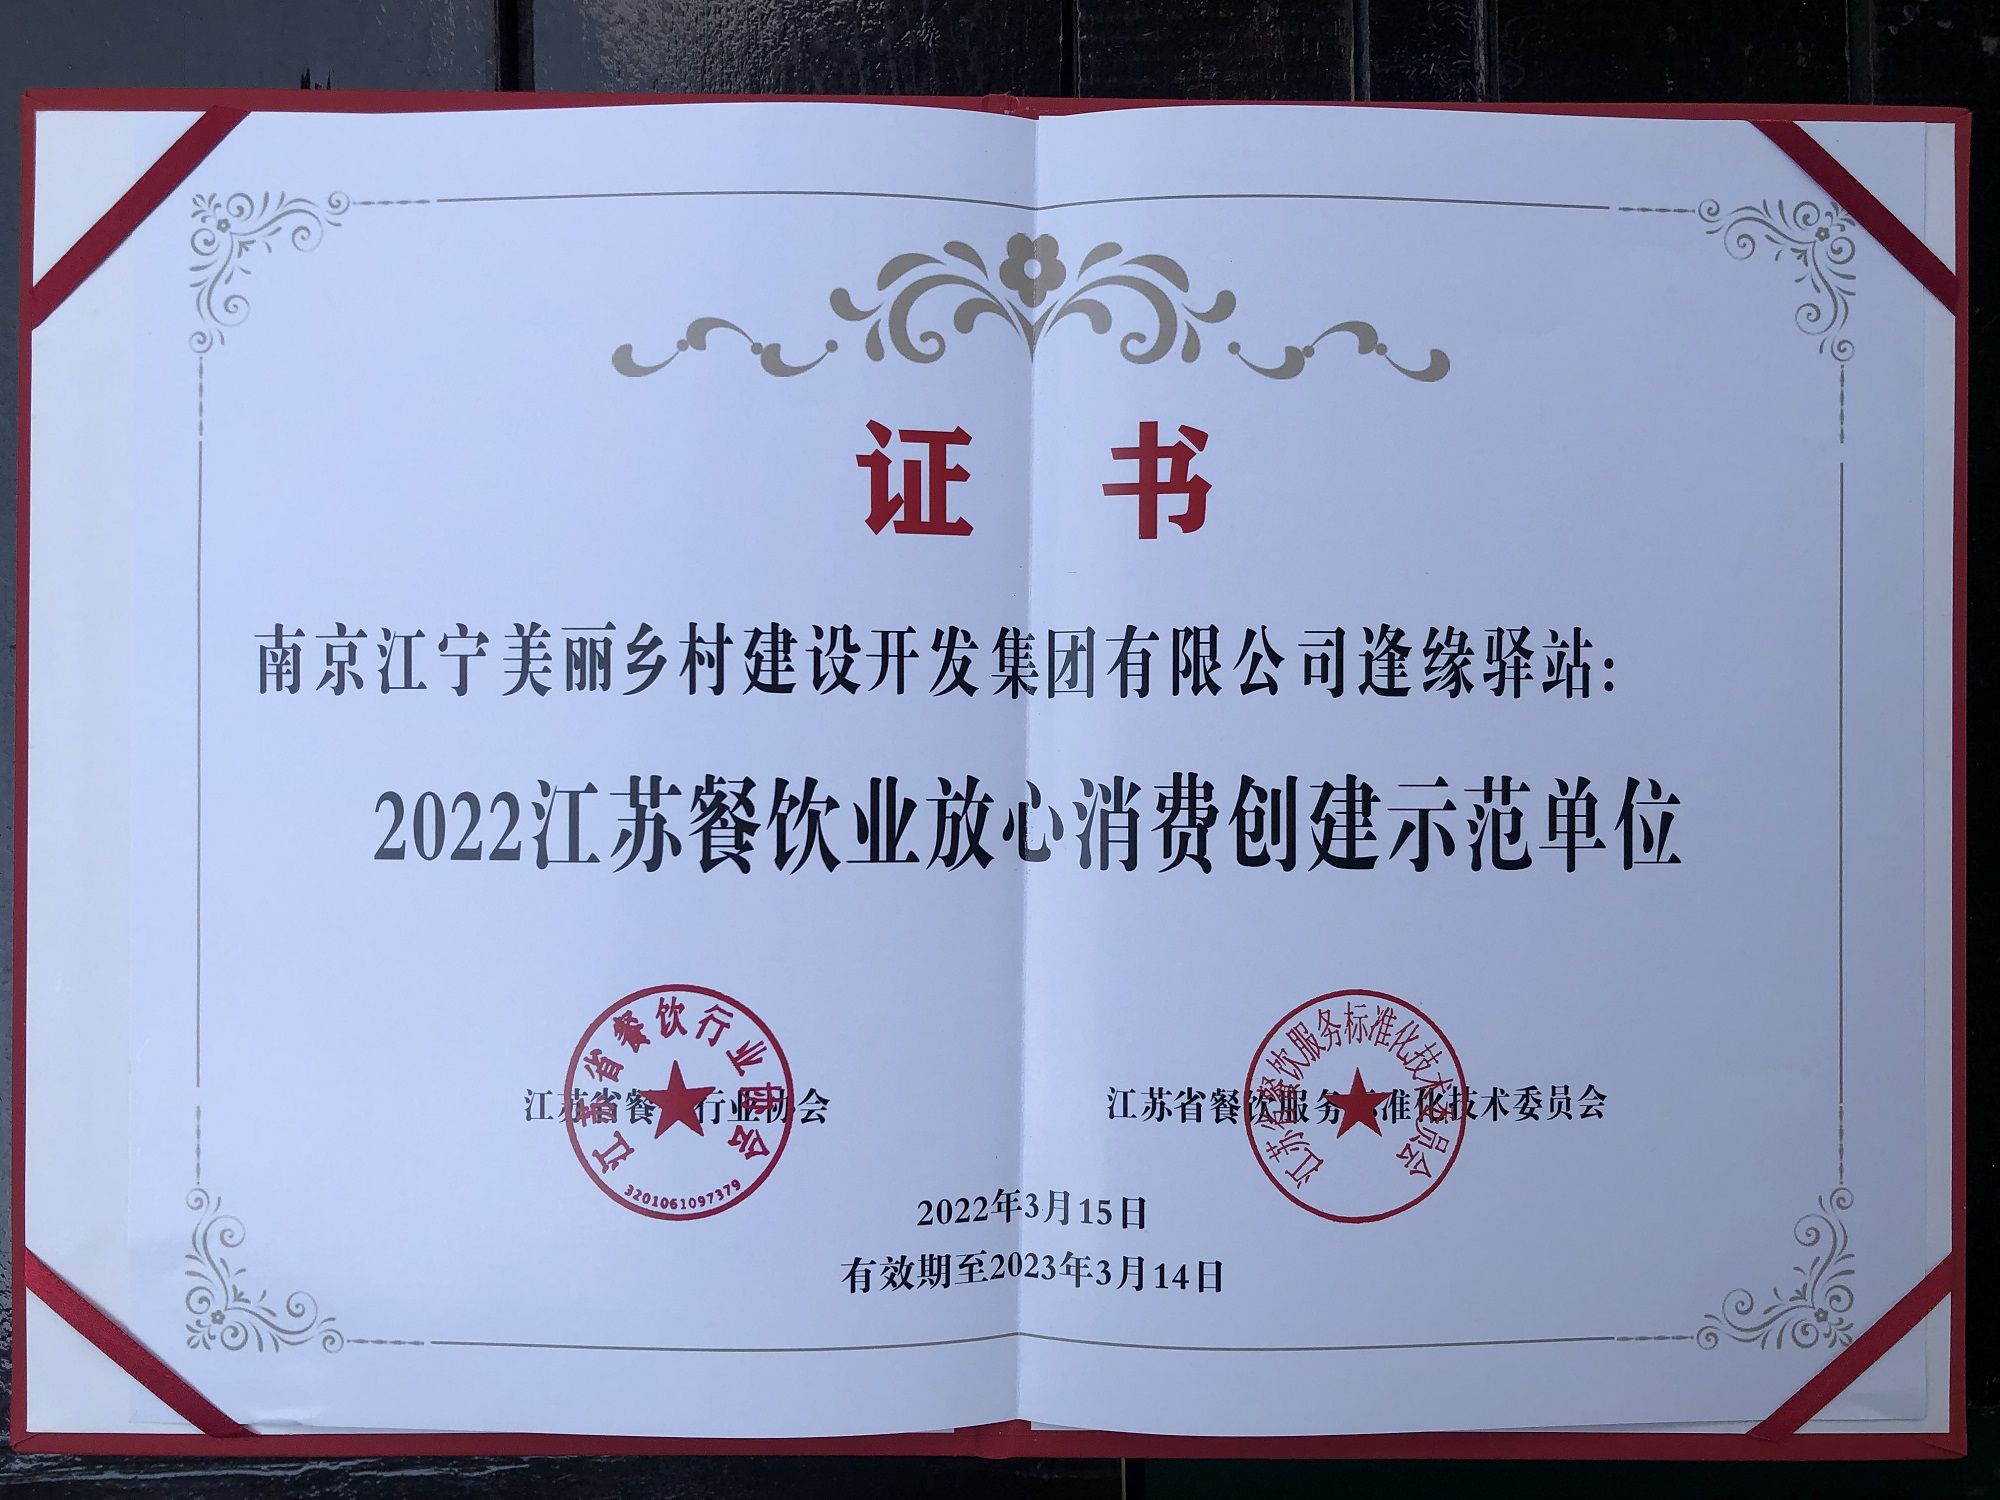 证 书
南京江宁美丽乡村建设开发集团有限公司逢缘驿站：
2022江苏餐饮业放心消费创建示范单位
江苏省餐饮行业协会
江苏省餐饮行业协会
3201061097379
江苏省餐饮服务标准化技术委员会
江苏省餐饮服务标准化技术委员会
2022年3月15日
有效期至2023年3月14日